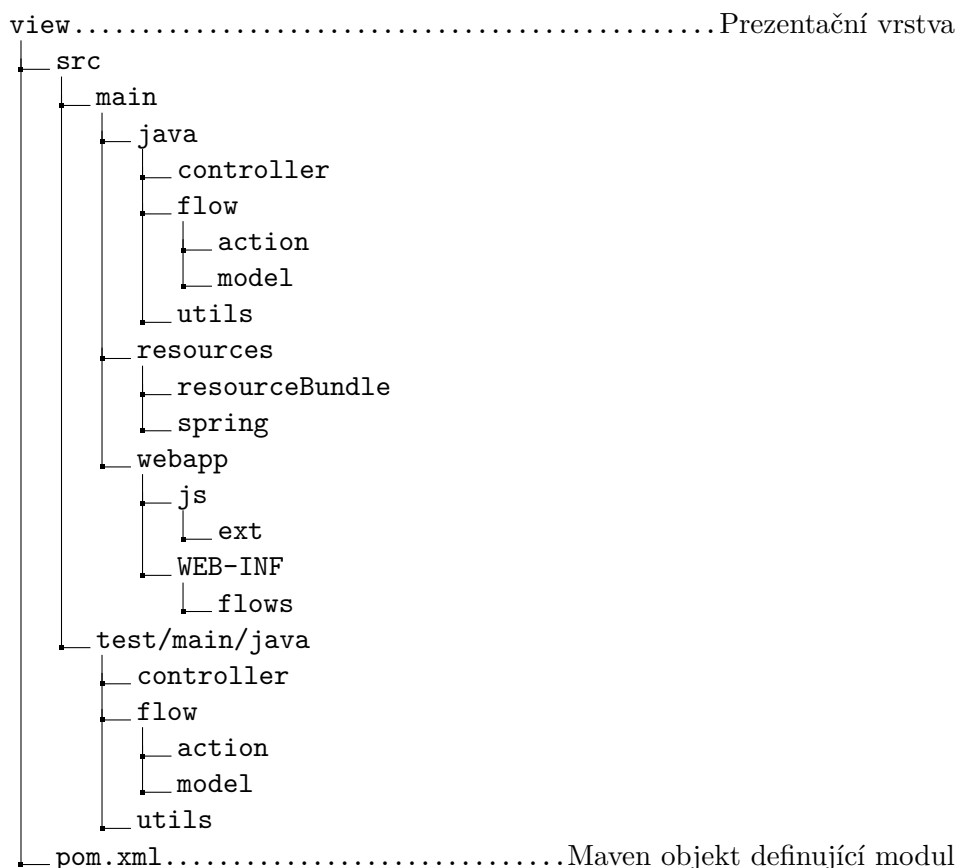 view................................................Prezentační vrstva
src
main
java
controller
flow
action
model
utils
resources
resourceBundle
spring
webapp
js
ext
WEB-INF
flows
test/main/java
controller
flow
action
model
utils
pom.xml..............................Maven objekt definující modul